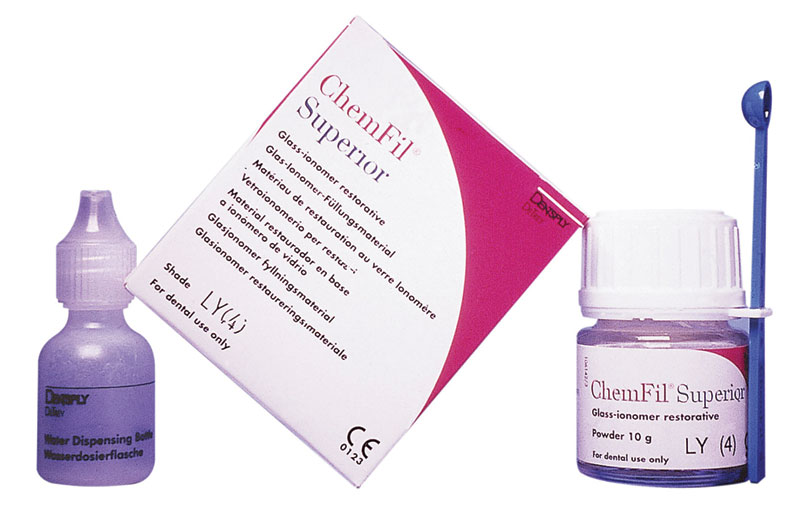 DENTSPLY
DeTrey
Water Dispensing Bottle
Wasserdosierflasche
ChemFil®
Superior
Glass-ionomer restorative
Glas-Ionomer-Füllungsmaterial
Matériau de restauration au verre Ionomère
Vetroionomerio per
Material restaurador en base
a ionómero de vidrio
Glasjonomer fyllningsmaterial
Glasionomer restaureringsmateriale
Shade LY(4)
For dental use only
CE
0123
DENTSPLY
DeTrey
ChemFil® Superior
Glass-ionomer restorative
Powder 10 g LY (4)
For dental use only